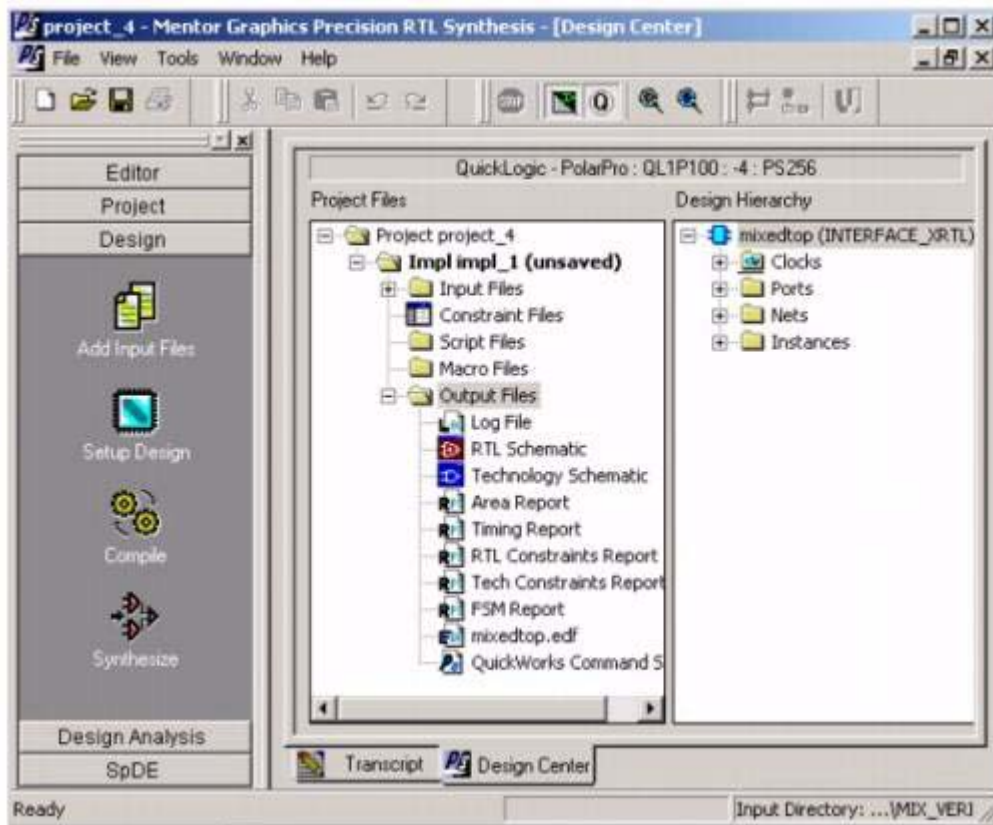 project_4 - Mentor Graphics Precision RTL Synthesis - [Design Center]
File View Tools Window Help
Editor
Project
Design
Add Input Files
Setup Design
Compile
Synthesize
Design Analysis
SpDE
QuickLogic - PolarPro : QL1P100 : -4 : PS256
Project Files
Project project_4
Impl impl_1 (unsaved)
Input Files
Constraint Files
Script Files
Macro Files
Output Files
Log File
RTL Schematic
Technology Schematic
Area Report
Timing Report
RTL Constraints Report
Tech Constraints Report
FSM Report
mixedtop.edf
QuickWorks Command S
Design Hierarchy
mixedtop (INTERFACE_XRTL)
Clocks
Ports
Nets
Instances
Transcript
Design Center
Ready
Input Directory: ...\MIX_VERI